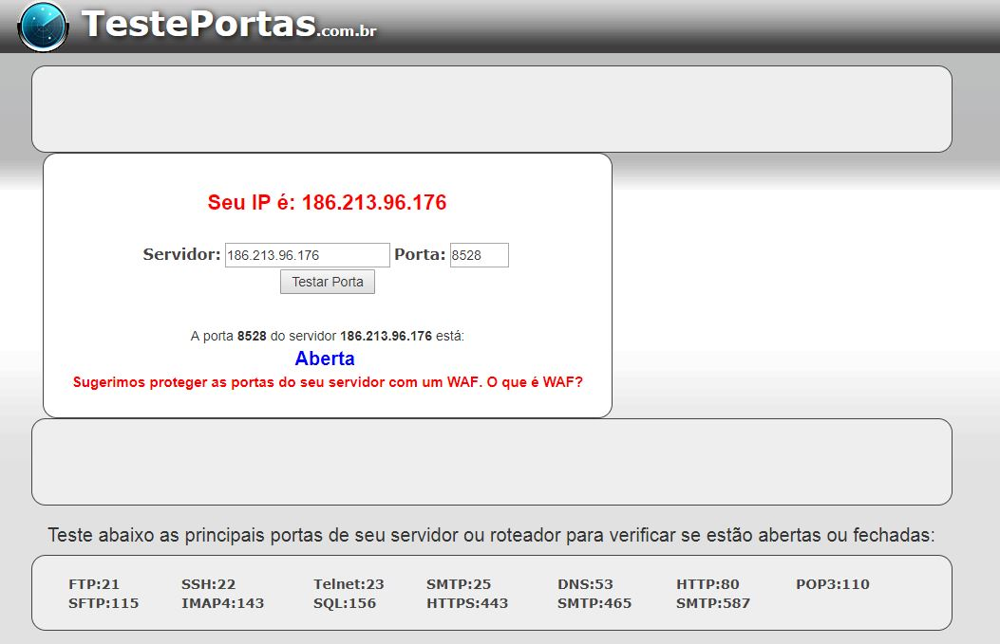 TestePortas.com.br
Seu IP é: 186.213.96.176
Servidor: 186.213.96.176 Porta: 8528
Testar Porta
A porta 8528 do servidor 186.213.96.176 está:
Aberta
Sugerimos proteger as portas do seu servidor com um WAF. O que é WAF?
Teste abaixo as principais portas de seu servidor ou roteador para verificar se estão abertas ou fechadas:
FTP:21 SSH:22 Telnet:23 SMTP:25 DNS:53 HTTP:80 POP3:110
SFTP:115 IMAP4:143 SQL:156 HTTPS:443 SMTP:465 SMTP:587